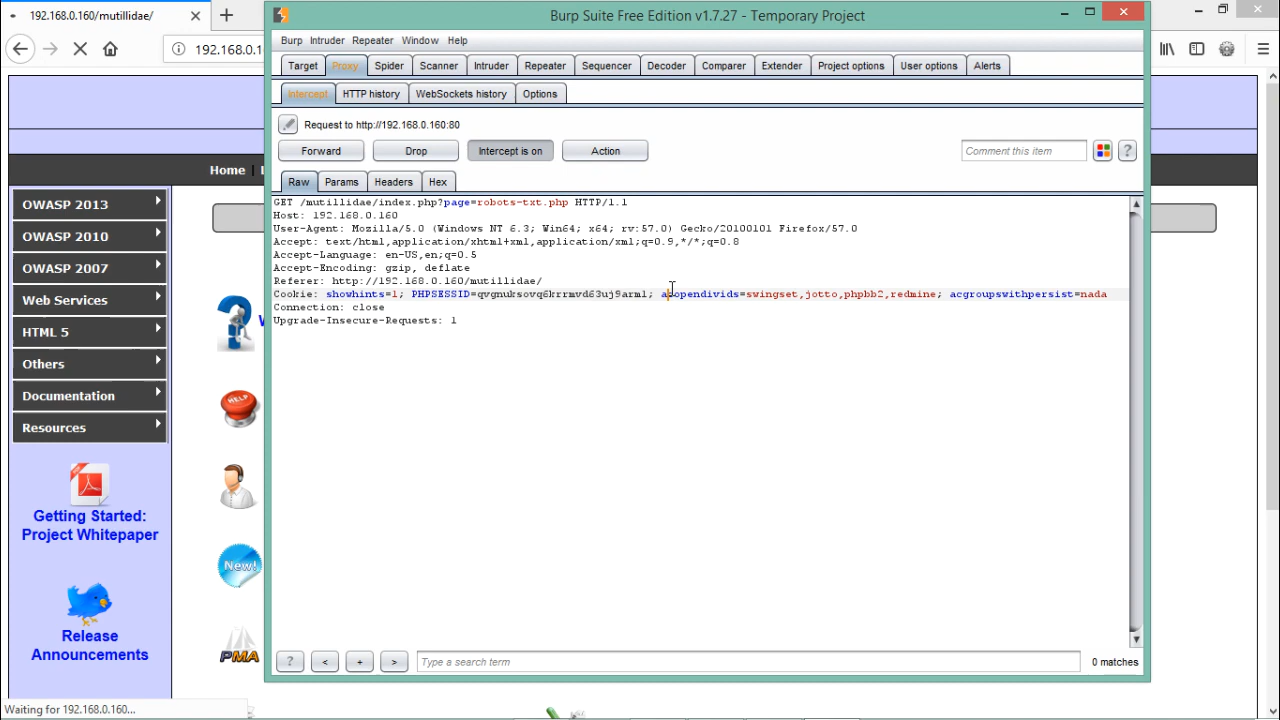 192.168.0.160/mutillidae/
Burp Suite Free Edition v1.7.27 - Temporary Project
192.168.0.1
Burp Intruder Repeater Window Help
Target Proxy Spider Scanner Intruder Repeater Sequencer Decoder Comparer Extender Project options User options Alerts
Intercept HTTP history WebSockets history Options
Request to http://192.168.0.160:80
Forward Drop Intercept is on Action Comment this item ?
Home
Raw Params Headers Hex
GET /mutillidae/index.php?page=robots-txt.php HTTP/1.1
Host: 192.168.0.160
User-Agent: Mozilla/5.0 (Windows NT 6.3; Win64; x64; rv:57.0) Gecko/20100101 Firefox/57.0
Accept: text/html,application/xhtml+xml,application/xml;q=0.9,*/*;q=0.8
Accept-Language: en-US,en;q=0.5
Accept-Encoding: gzip, deflate
Referer: http://192.168.0.160/mutillidae/
Cookie: showhints=1; PHPSESSID=qvgnuksovq6krrmvd63uj9arml; acopendivids=swingset,jotto,phpbb2,redmine; acgroupswithpersist=nada
Connection: close
Upgrade-Insecure-Requests: 1
OWASP 2013
OWASP 2010
OWASP 2007
Web Services
HTML 5
Others
Documentation
Resources
HELP
Getting Started:
Project Whitepaper
New!
Release
Announcements
PMA
? < + > Type a search term 0 matches
Waiting for 192.168.0.160...